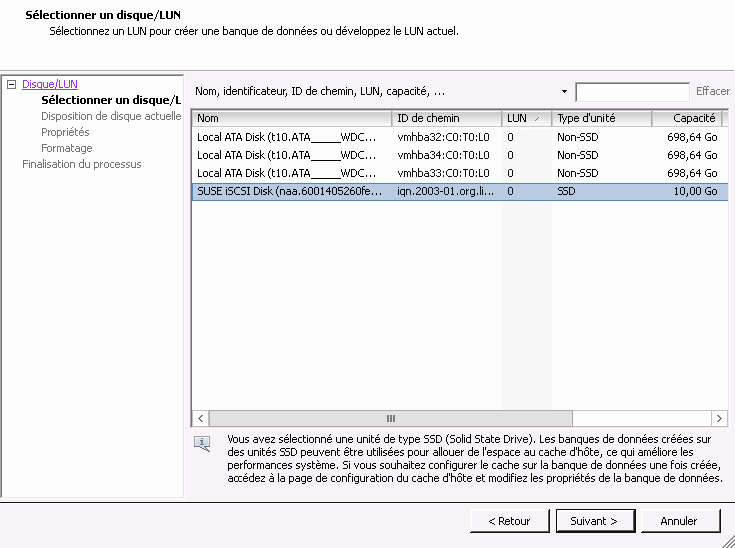 Sélectionner un disque/LUN
Sélectionnez un LUN pour créer une banque de données ou développez le LUN actuel.
Disque/LUN
Sélectionner un disque/L
Disposition de disque actuelle
Propriétés
Formatage
Finalisation du processus
Nom, identificateur, ID de chemin, LUN, capacité, ... Effacer
Nom ID de chemin LUN Type d'unité Capacité
Local ATA Disk (t10.ATA_____WDC... vmhba32:C0:T0:L0 0 Non-SSD 698,64 Go
Local ATA Disk (t10.ATA_____WDC... vmhba34:C0:T0:L0 0 Non-SSD 698,64 Go
Local ATA Disk (t10.ATA_____WDC... vmhba33:C0:T0:L0 0 Non-SSD 698,64 Go
SUSE iSCSI Disk (naa.6001405260fe... iqn.2003-01.org.li... 0 SSD 10,00 Go
Vous avez sélectionné une unité de type SSD (Solid State Drive). Les banques de données créées sur
des unités SSD peuvent être utilisées pour allouer de l'espace au cache d'hôte, ce qui améliore les
performances système. Si vous souhaitez configurer le cache sur la banque de données une fois créée,
accédez à la page de configuration du cache d'hôte et modifiez les propriétés de la banque de données.
< Retour Suivant > Annuler